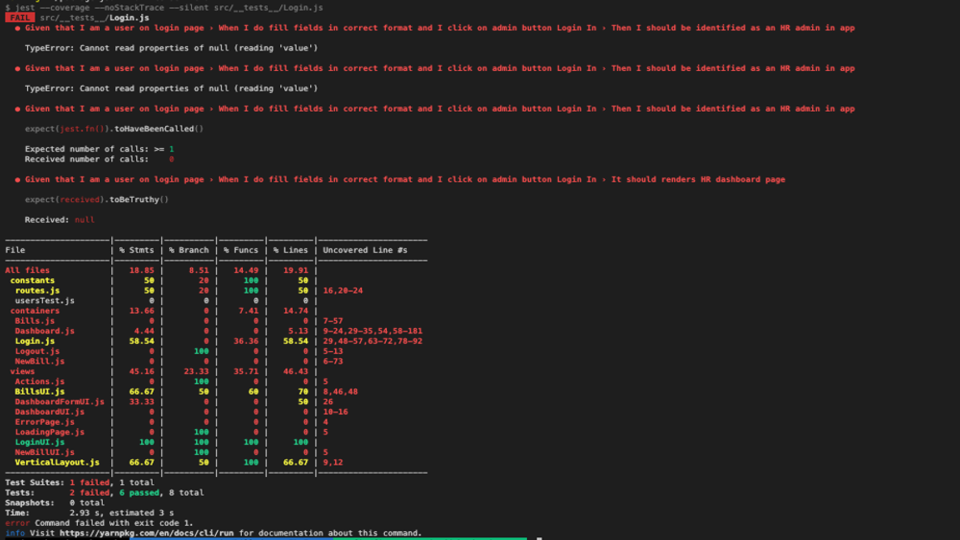 $ jest --coverage --noStackTrace --silent src/__tests__/Login.js
FAIL src/__tests__/Login.js
● Given that I am a user on login page › When I do fill fields in correct format and I click on admin button Login In › Then I should be identified as an HR admin in app
TypeError: Cannot read properties of null (reading 'value')
● Given that I am a user on login page › When I do fill fields in correct format and I click on admin button Login In › Then I should be identified as an HR admin in app
TypeError: Cannot read properties of null (reading 'value')
● Given that I am a user on login page › When I do fill fields in correct format and I click on admin button Login In › Then I should be identified as an HR admin in app
expect(jest.fn()).toHaveBeenCalled()
Expected number of calls: >= 1
Received number of calls:    0
● Given that I am a user on login page › When I do fill fields in correct format and I click on admin button Login In › It should renders HR dashboard page
expect(received).toBeTruthy()
Received: null
File | % Stmts | % Branch | % Funcs | % Lines | Uncovered Line #s
All files | 18.85 | 8.51 | 14.49 | 19.91 |
constants | 50 | 20 | 100 | 50 |
routes.js | 50 | 20 | 100 | 50 | 16,20-24
usersTest.js | 0 | 0 | 0 | 0 |
containers | 13.66 | 0 | 7.41 | 14.74 |
Bills.js | 0 | 0 | 0 | 0 | 7-57
Dashboard.js | 4.44 | 0 | 0 | 5.13 | 9-24,29-35,54,58-181
Login.js | 58.54 | 0 | 36.36 | 58.54 | 29,48-57,63-72,78-92
Logout.js | 0 | 100 | 0 | 0 | 5-13
NewBill.js | 0 | 0 | 0 | 0 | 6-73
views | 45.16 | 23.33 | 35.71 | 46.43 |
Actions.js | 0 | 100 | 0 | 0 | 5
BillsUI.js | 66.67 | 50 | 60 | 70 | 8,46,48
DashboardFormUI.js | 33.33 | 0 | 0 | 50 | 26
DashboardUI.js | 0 | 0 | 0 | 0 | 10-16
ErrorPage.js | 0 | 0 | 0 | 0 | 4
LoadingPage.js | 0 | 100 | 0 | 0 | 5
LoginUI.js | 100 | 100 | 100 | 100 |
NewBillUI.js | 0 | 100 | 0 | 0 | 5
VerticalLayout.js | 66.67 | 50 | 100 | 66.67 | 9,12
Test Suites: 1 failed, 1 total
Tests:       2 failed, 6 passed, 8 total
Snapshots:   0 total
Time:        2.93 s, estimated 3 s
error Command failed with exit code 1.
info Visit https://yarnpkg.com/en/docs/cli/run for documentation about this command.